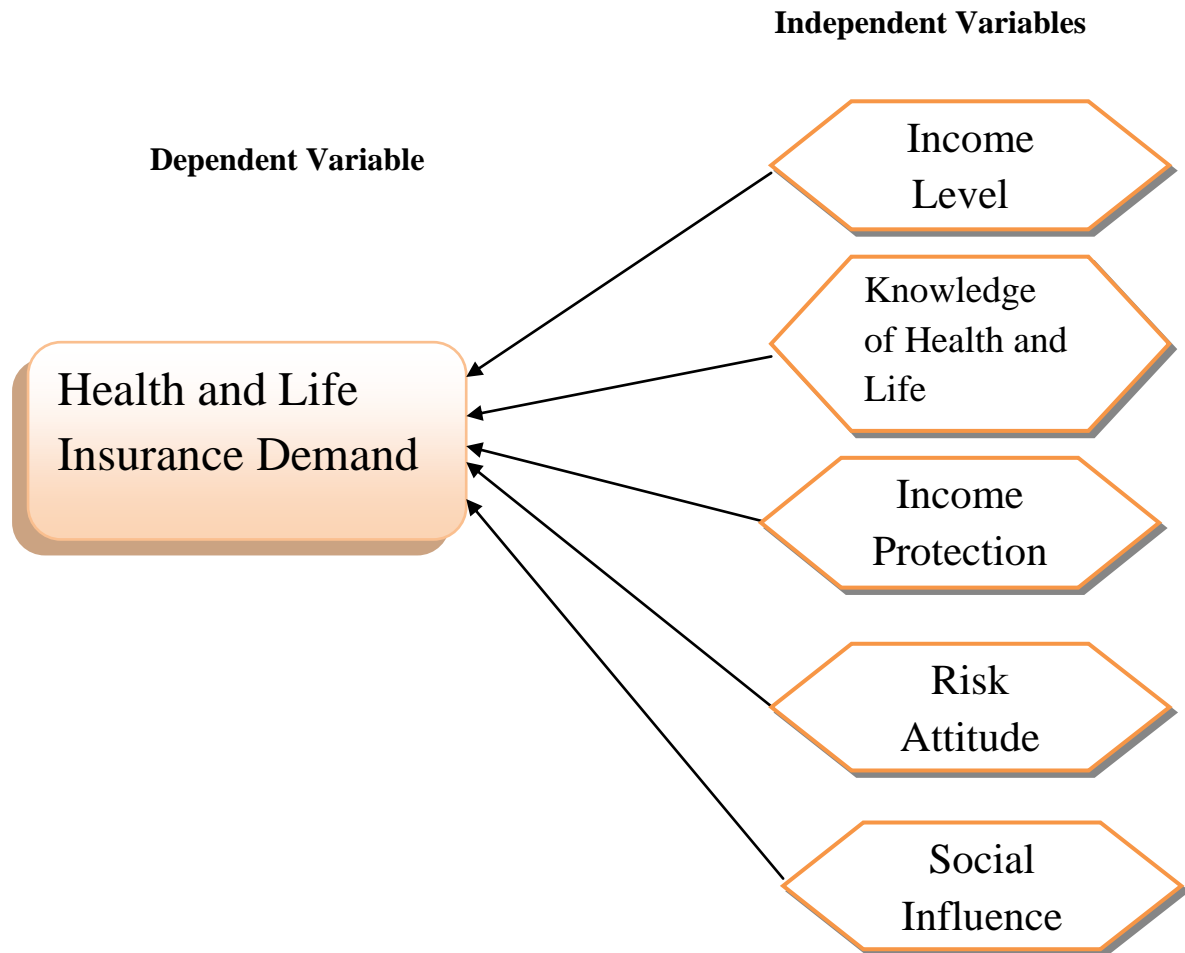 Independent Variables
Dependent Variable
Income
Level
Knowledge
of Health and
Life
Health and Life
Insurance Demand
Income
Protection
Risk
Attitude
Social
Influence